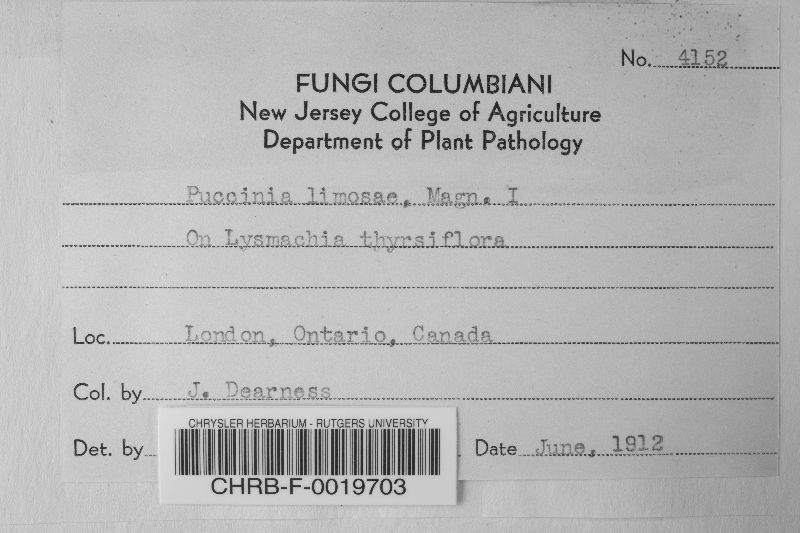 No. 4152
FUNGI COLUMBIANI
New Jersey College of Agriculture
Department of Plant Pathology
Puccinia limosae, Magn. I
On Lysmachia thyrsiflora
Loc. London, Ontario, Canada
Col. by J. Dearness
Det. by Date June, 1912
CHRYSLER HERBARIUM - RUTGERS UNIVERSITY
CHRB-F-0019703